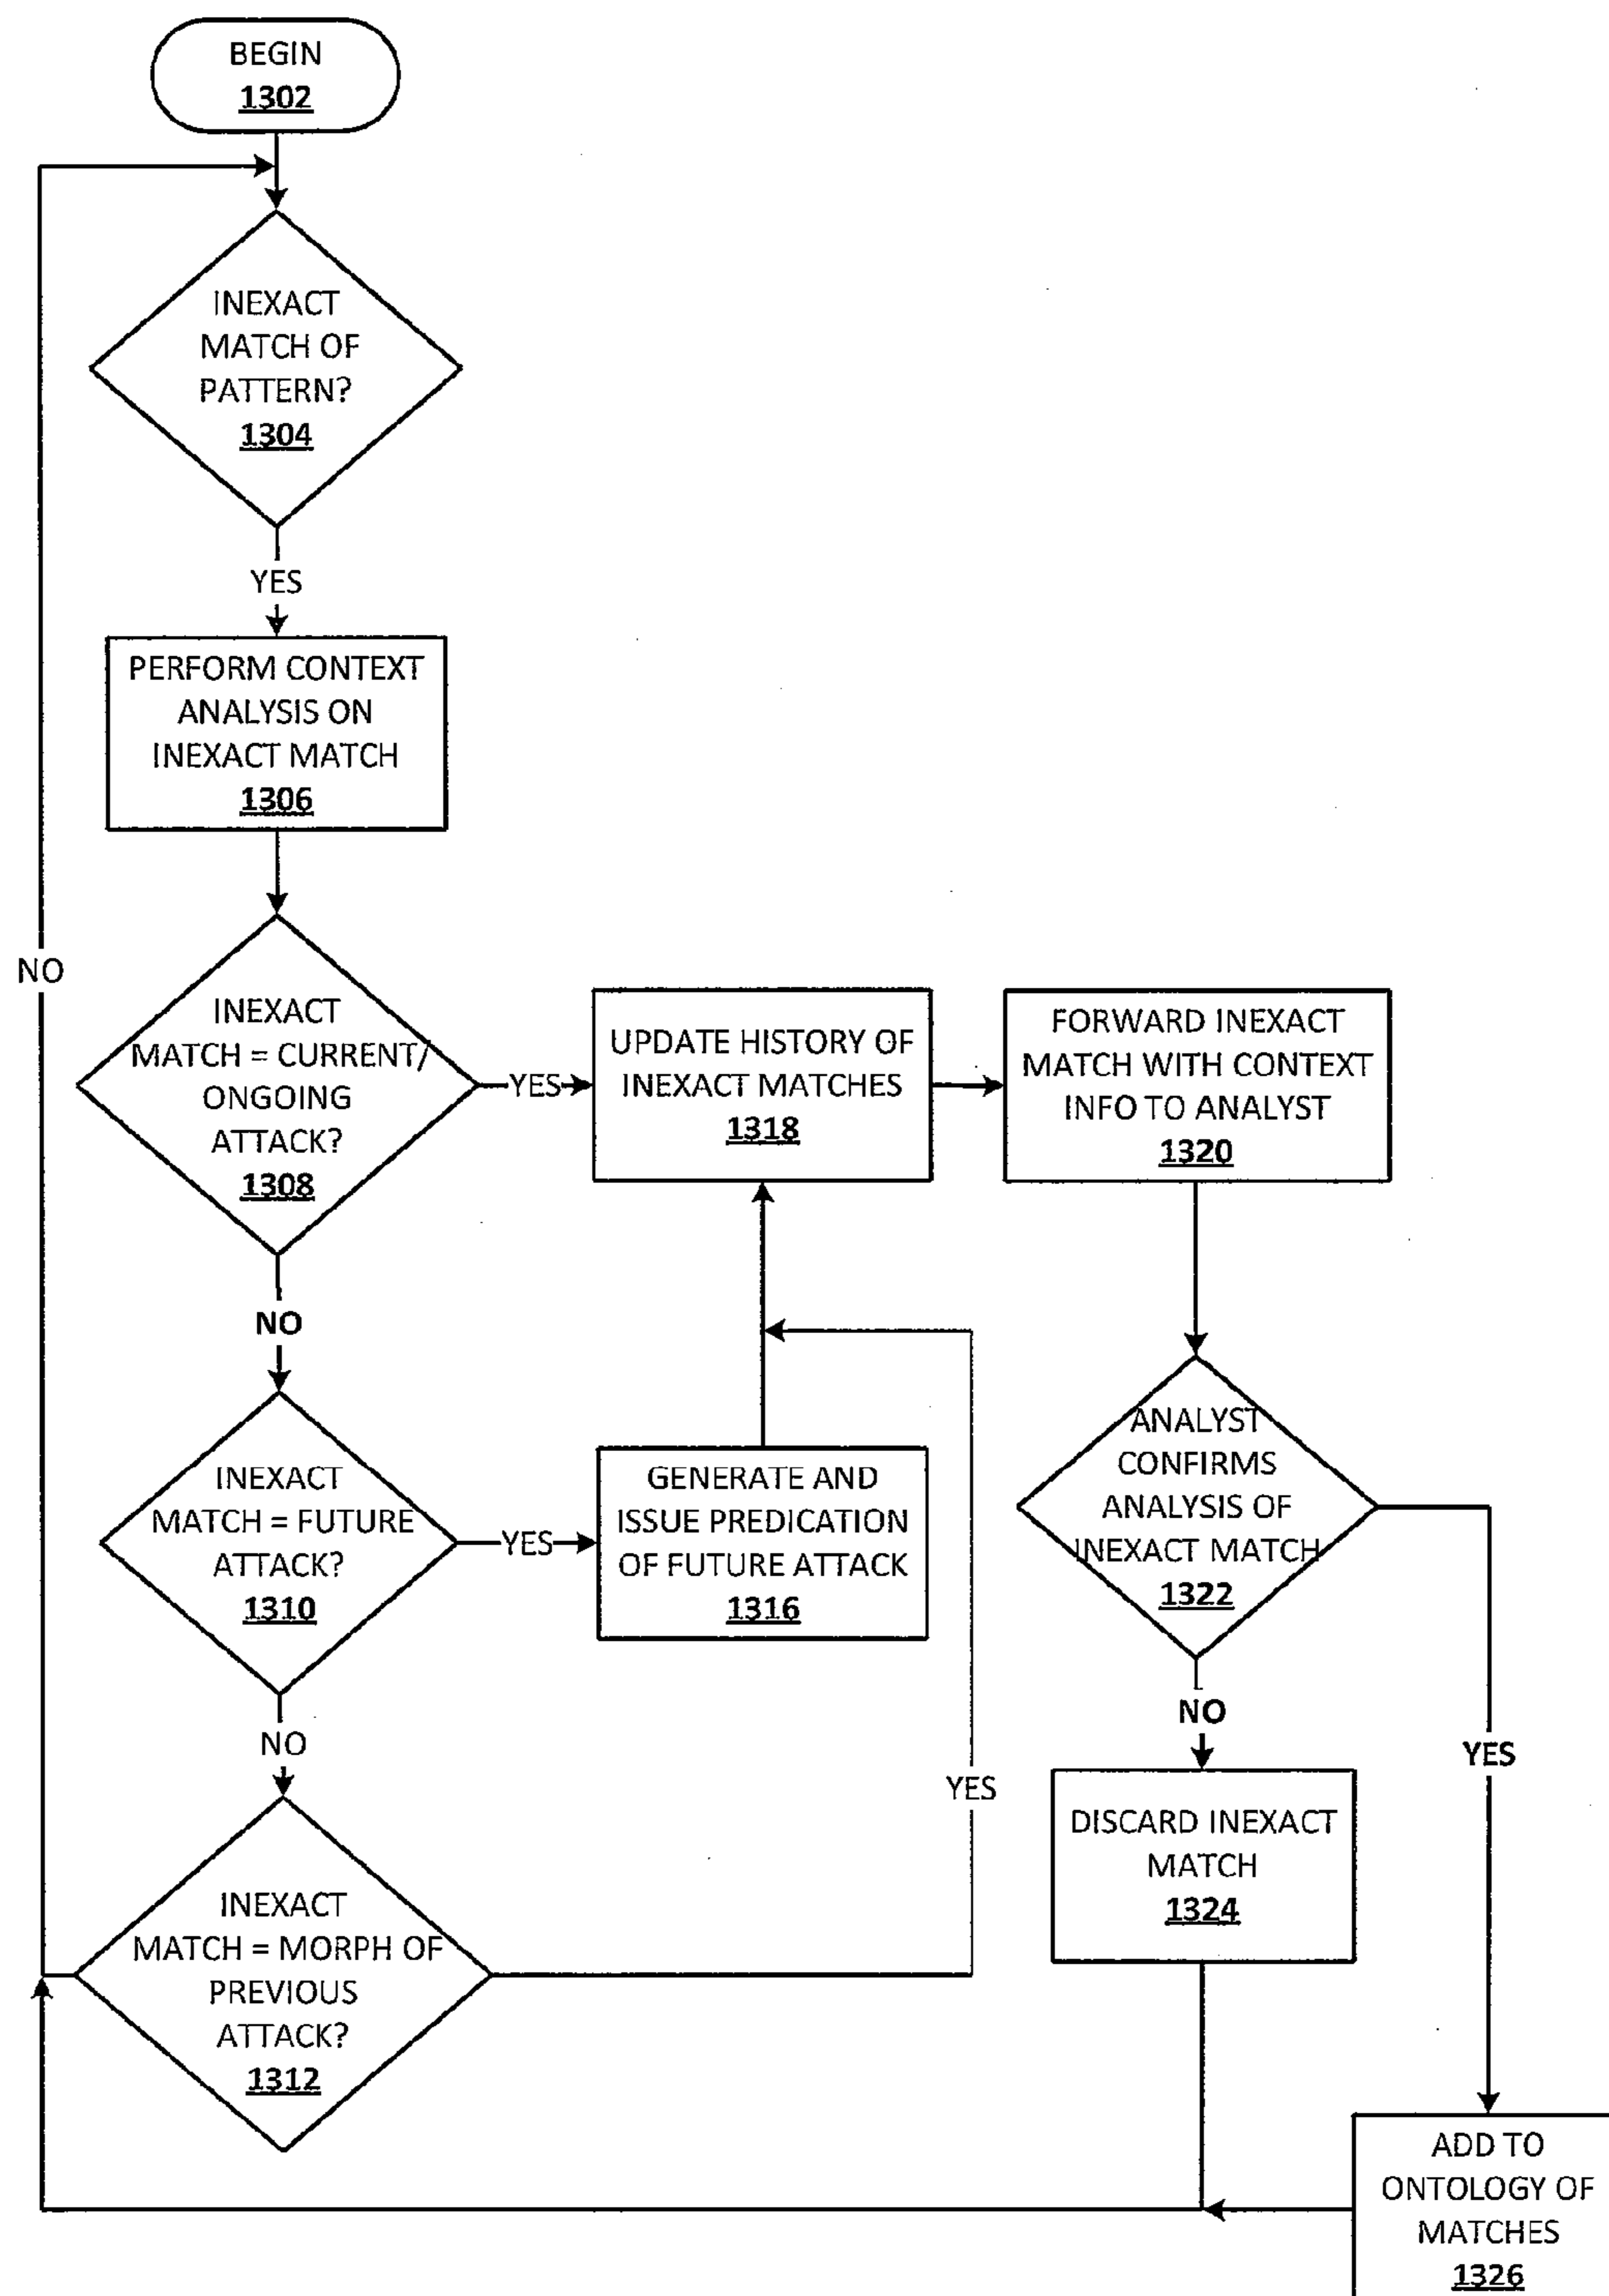 BEGIN
1302
INEXACT
MATCH OF
PATTERN?
1304
YES
PERFORM CONTEXT
ANALYSIS ON
INEXACT MATCH
1306
NO
INEXACT
MATCH = CURRENT/
ONGOING
ATTACK?
1308
YES
UPDATE HISTORY OF
INEXACT MATCHES
1318
FORWARD INEXACT
MATCH WITH CONTEXT
INFO TO ANALYST
1320
NO
INEXACT
MATCH = FUTURE
ATTACK?
1310
YES
GENERATE AND
ISSUE PREDICATION
OF FUTURE ATTACK
1316
ANALYST
CONFIRMS
ANALYSIS OF
INEXACT MATCH
1322
NO
YES
NO
YES
DISCARD INEXACT
MATCH
1324
INEXACT
MATCH = MORPH OF
PREVIOUS
ATTACK?
1312
ADD TO
ONTOLOGY OF
MATCHES
1326